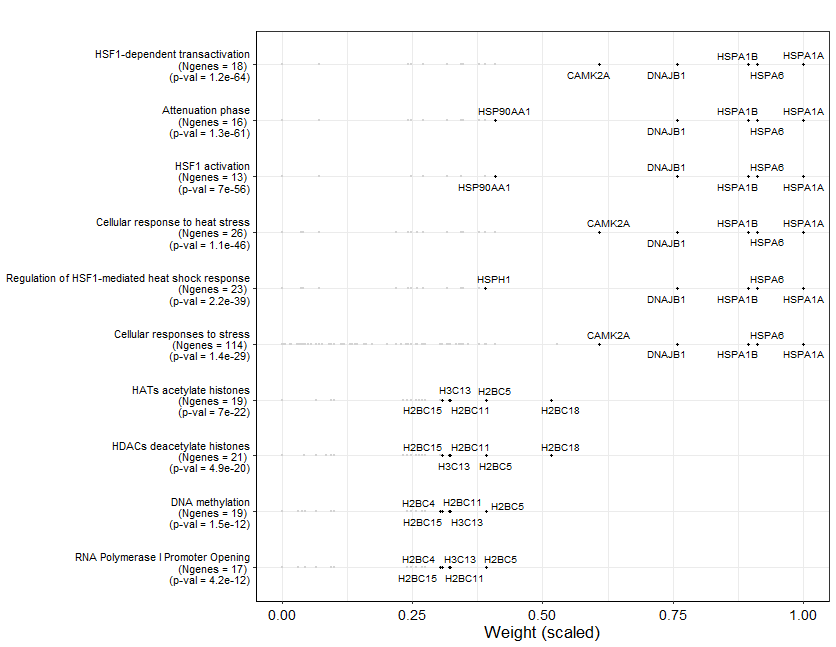 HSF1-dependent transactivation
(Ngenes = 18)
(p-val = 1.2e-64)
HSPA1B HSPA1A
CAMK2A DNAJB1 HSPA6
Attenuation phase
(Ngenes = 16)
(p-val = 1.3e-61)
HSP90AA1 HSPA1B HSPA1A
DNAJB1 HSPA6
HSF1 activation
(Ngenes = 13)
(p-val = 7e-56)
DNAJB1 HSPA6
HSP90AA1 HSPA1B HSPA1A
Cellular response to heat stress
(Ngenes = 26)
(p-val = 1.1e-46)
CAMK2A HSPA1B HSPA1A
DNAJB1 HSPA6
Regulation of HSF1-mediated heat shock response
(Ngenes = 23)
(p-val = 2.2e-39)
HSPH1 HSPA6
DNAJB1 HSPA1B HSPA1A
Cellular responses to stress
(Ngenes = 114)
(p-val = 1.4e-29)
CAMK2A HSPA6
DNAJB1 HSPA1B HSPA1A
HATs acetylate histones
(Ngenes = 19)
(p-val = 7e-22)
H3C13 H2BC5
H2BC15 H2BC11 H2BC18
HDACs deacetylate histones
(Ngenes = 21)
(p-val = 4.9e-20)
H2BC15 H2BC11 H2BC18
H3C13 H2BC5
DNA methylation
(Ngenes = 19)
(p-val = 1.5e-12)
H2BC4 H2BC11 H2BC5
H2BC15 H3C13
RNA Polymerase I Promoter Opening
(Ngenes = 17)
(p-val = 4.2e-12)
H2BC4 H3C13 H2BC5
H2BC15 H2BC11
0.00 0.25 0.50 0.75 1.00
Weight (scaled)